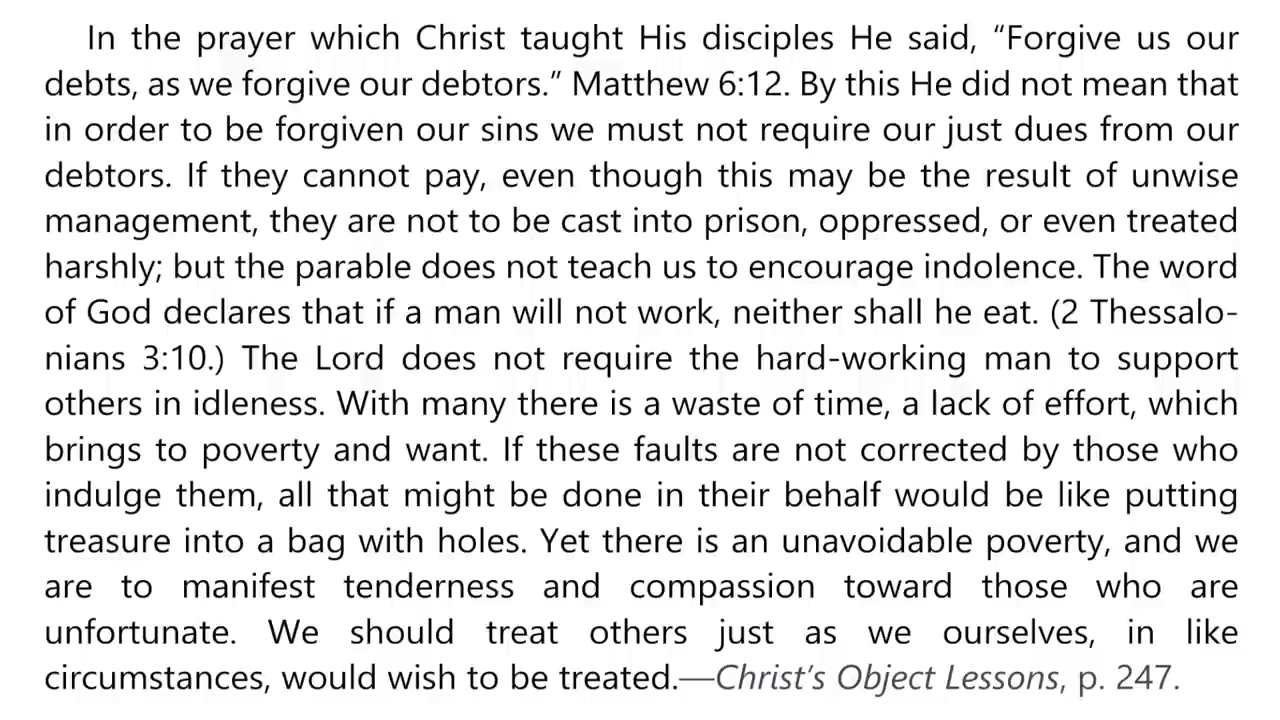 In the prayer which Christ taught His disciples He said, “Forgive us our
debts, as we forgive our debtors.” Matthew 6:12. By this He did not mean that
in order to be forgiven our sins we must not require our just dues from our
debtors. If they cannot pay, even though this may be the result of unwise
management, they are not to be cast into prison, oppressed, or even treated
harshly; but the parable does not teach us to encourage indolence. The word
of God declares that if a man will not work, neither shall he eat. (2 Thessalo-
nians 3:10.) The Lord does not require the hard-working man to support
others in idleness. With many there is a waste of time, a lack of effort, which
brings to poverty and want. If these faults are not corrected by those who
indulge them, all that might be done in their behalf would be like putting
treasure into a bag with holes. Yet there is an unavoidable poverty, and we
are to manifest tenderness and compassion toward those who are
unfortunate. We should treat others just as we ourselves, in like
circumstances, would wish to be treated.—Christ’s Object Lessons, p. 247.